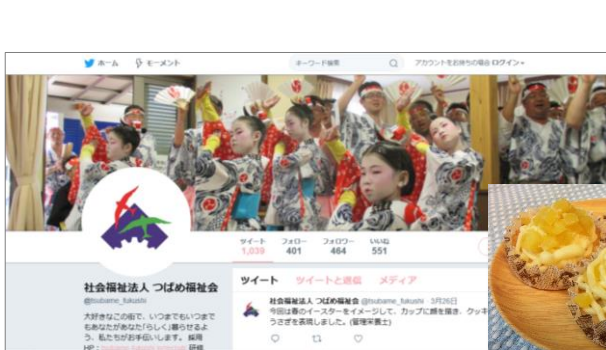 ホーム モーメント キーワード検索 アカウントをお持ちの場合 ログイン
ツイート フォロー フォロワー いいね
1,039 401 464 551
ツイート ツイートと返信 メディア
社会福祉法人 つばめ福祉会
@tsubame_fukushi
大好きなこの街で、いつまでもいつまで
もあなたがあなた「らしく」暮らせるよ
う、私たちがお手伝いします。 採用
HP:
研修
社会福祉法人 つばめ福祉会 @tsubame_fukushi · 3月26日
今回は春のイースターをイメージして、カップに顔を描き、クッキ
うさぎを表現しました。(管理栄養士)